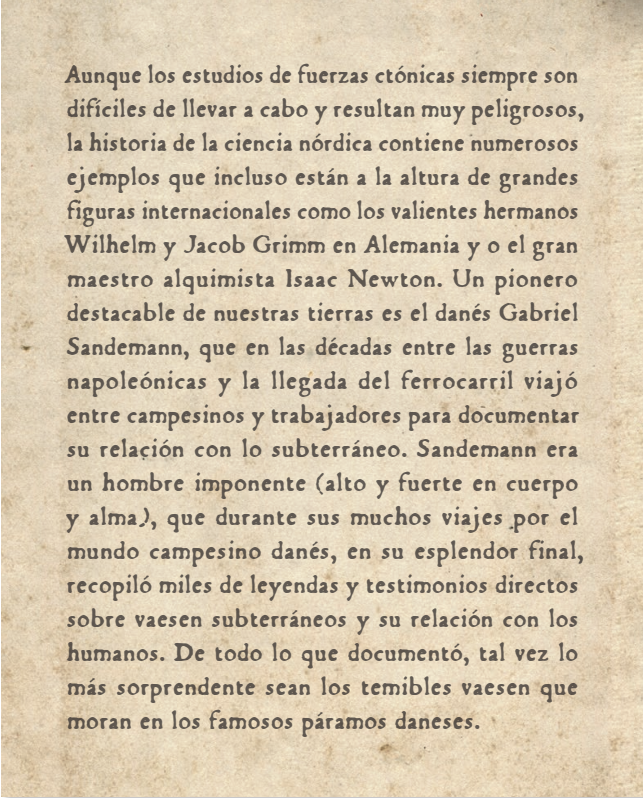 Aunque los estudios de fuerzas ctónicas siempre son
difíciles de llevar a cabo y resultan muy peligrosos,
la historia de la ciencia nórdica contiene numerosos
ejemplos que incluso están a la altura de grandes
figuras internacionales como los valientes hermanos
Wilhelm y Jacob Grimm en Alemania y o el gran
maestro alquimista Isaac Newton. Un pionero
destacable de nuestras tierras es el danés Gabriel
Sandemann, que en las décadas entre las guerras
napoleónicas y la llegada del ferrocarril viajó
entre campesinos y trabajadores para documentar
su relación con lo subterráneo. Sandemann era
un hombre imponente (alto y fuerte en cuerpo
y alma), que durante sus muchos viajes por el
mundo campesino danés, en su esplendor final,
recopiló miles de leyendas y testimonios directos
sobre vaesen subterráneos y su relación con los
humanos. De todo lo que documentó, tal vez lo
más sorprendente sean los temibles vaesen que
moran en los famosos páramos daneses.